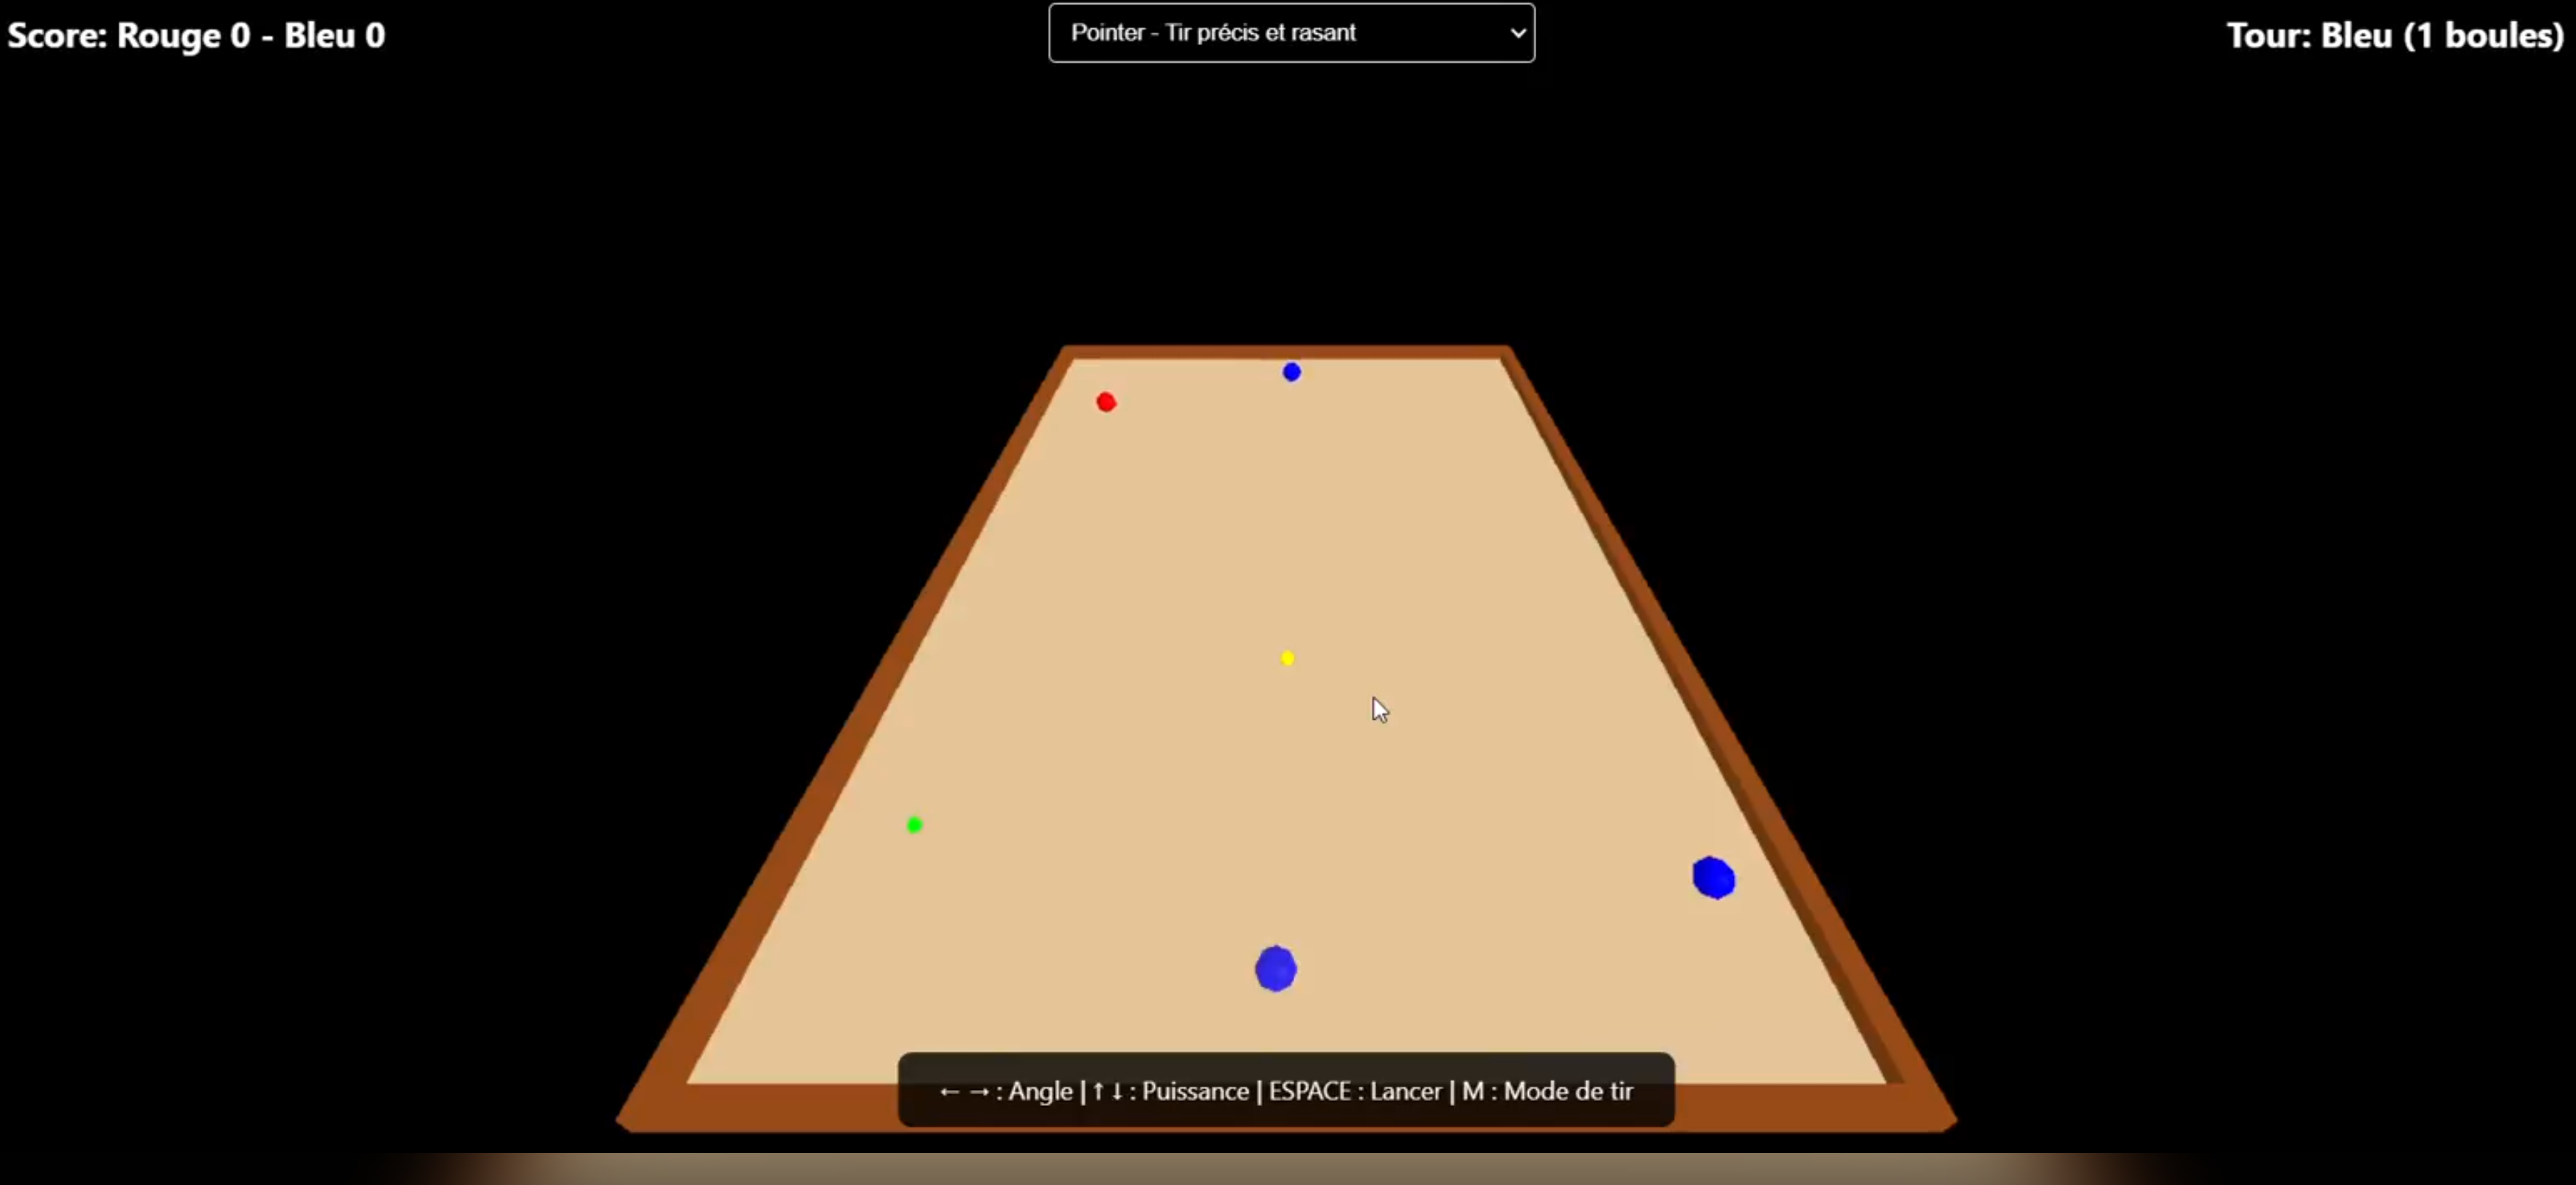 Score: Rouge 0 - Bleu 0
Pointer - Tir précis et rasant
Tour: Bleu (1 boules)
← → : Angle | ↑ ↓ : Puissance | ESPACE : Lancer | M : Mode de tir